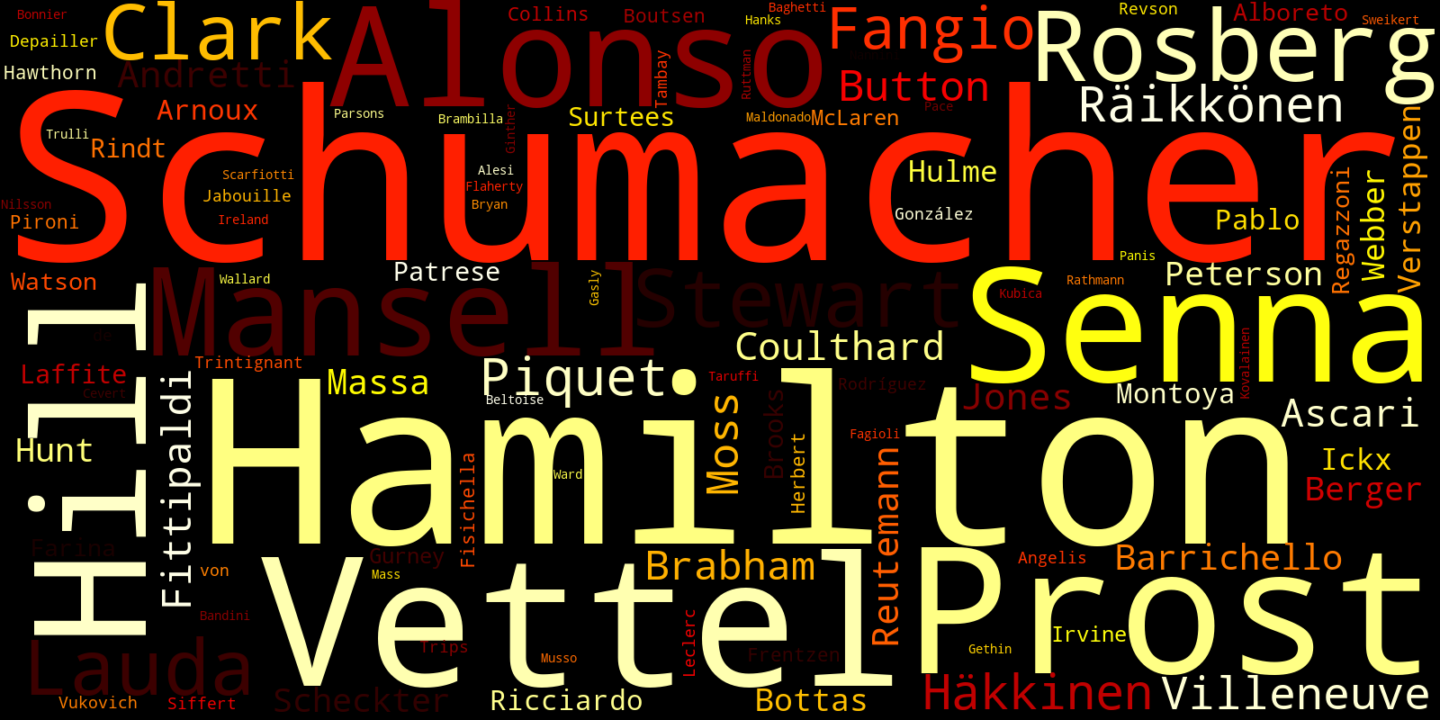 Bonnier
Clark
Alonso
Collins
Boutsen
Hanks
Baghetti
Fangio
Revson
Alboreto
Sweikert
Rosberg
Depailler
Hawthorn
Andretti
Tambay
Ruttman
Button
Räikkönen
Schumacher
Arnoux
Parsons
Brambilla
Ginther
Surtees
Maldonado
McLaren
Pace
Verstappen
Trulli
Rindt
Scarfiotti
Alesi
Flaherty
Hulme
Regazzoni
Webber
Nilsson
Jabouille
Bryan
González
Pablo
Pironi
Ireland
Panis
Watson
Wallard
Patrese
Gasly
Mansell
Stewart
Senna
Kubica
Rathmann
Peterson
Hill
de
Trintignant
Coulthard
Kovalainen
Laffite
Cevert
Fittipaldi
Massa
Piquet
Beltoise
Taruffi
Rodríguez
Jones
Montoya
Ascari
Hamilton
Moss
Brooks
Herbert
Fagioli
Reutemann
Hunt
Fisichella
Ward
Ickx
Berger
Farina
von
Gurney
Mass
Vettel
Brabham
Prost
Angelis
Barrichello
Bandini
Trips
Musso
Leclerc
Frentzen
Gethin
Irvine
Lauda
Vukovich
Siffert
Scheckter
Ricciardo
Bottas
Häkkinen
Villeneuve